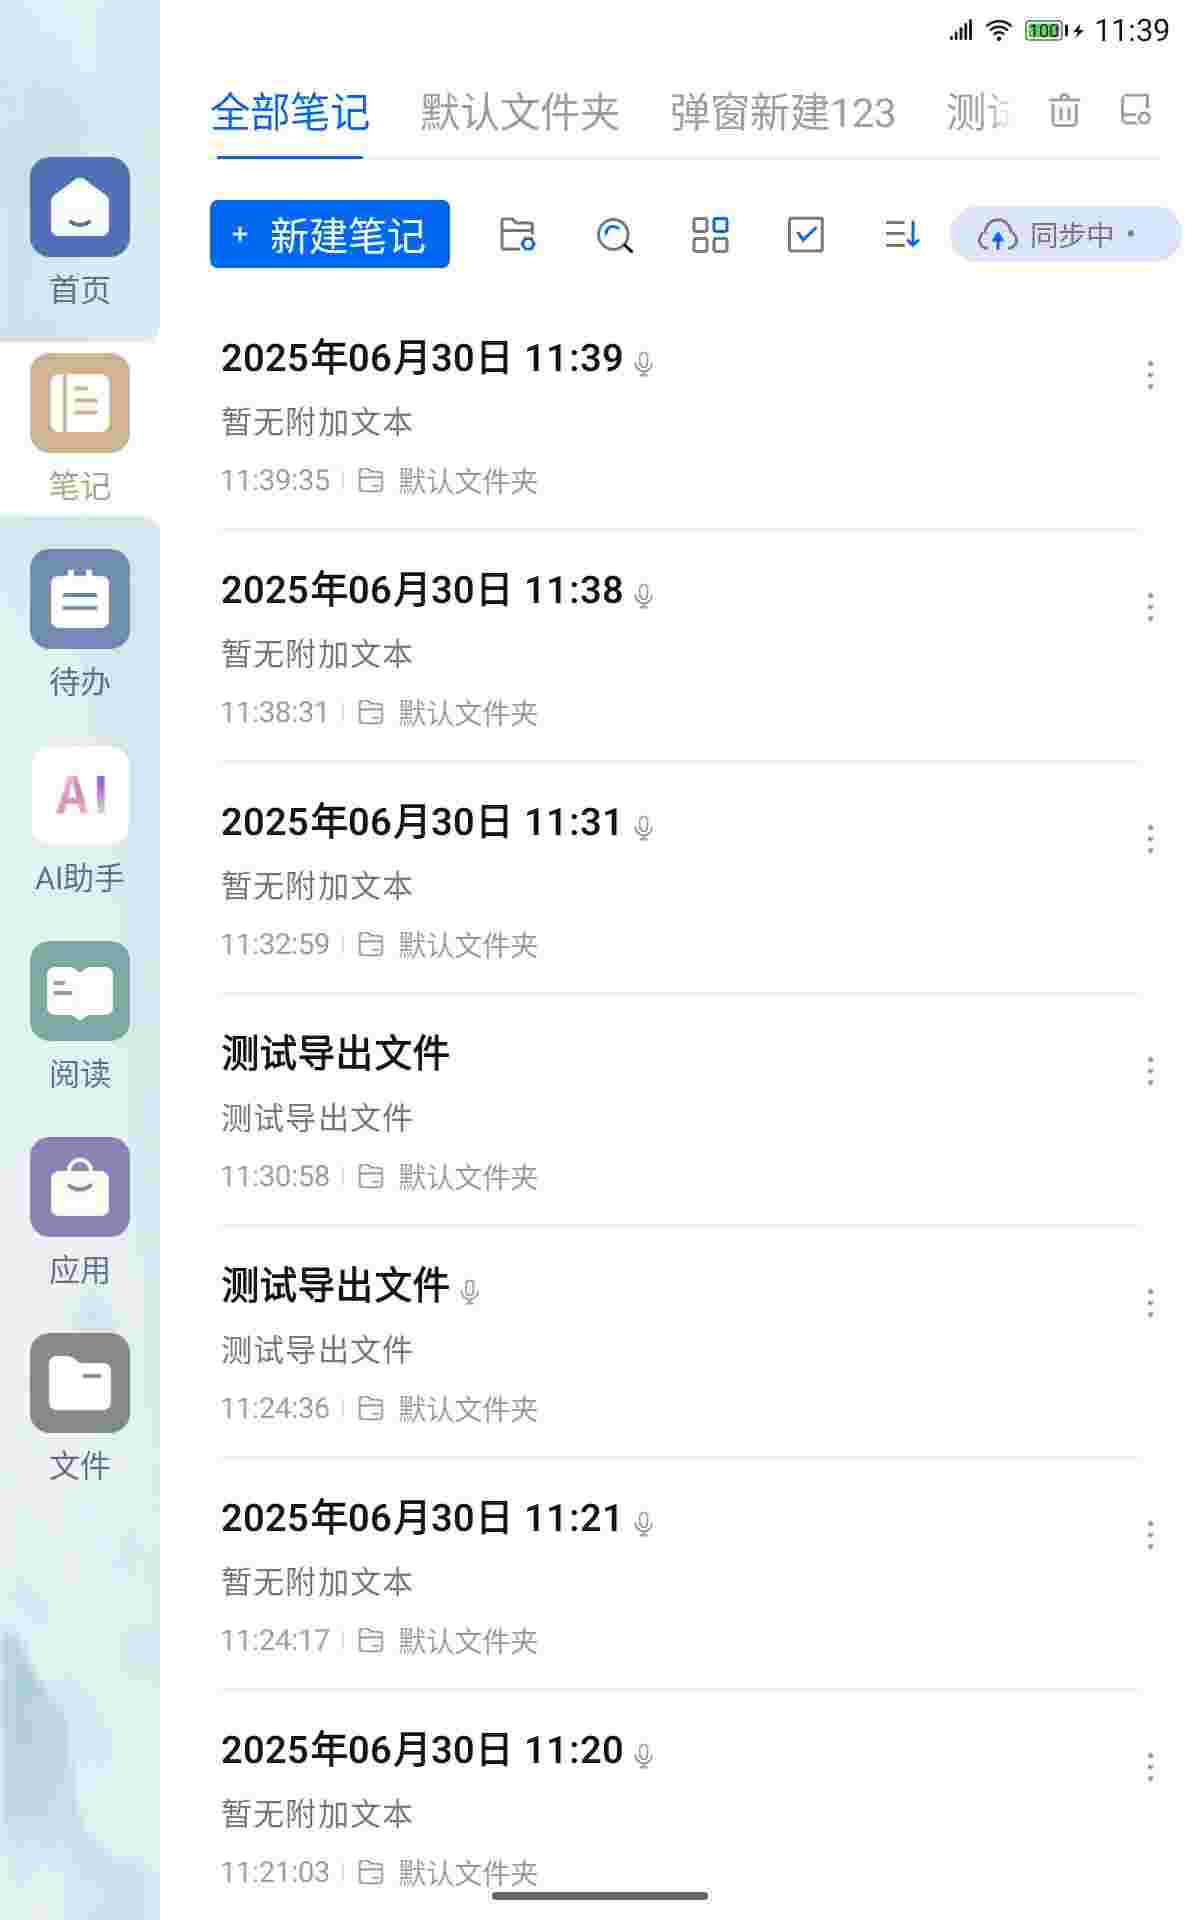 100 11:39
全部笔记 默认文件夹 弹窗新建123 测
+ 新建笔记 同步中 ·
首页
笔记
待办
AI
AI助手
阅读
应用
文件
2025年06月30日 11:39
暂无附加文本
11:39:35 默认文件夹
2025年06月30日 11:38
暂无附加文本
11:38:31 默认文件夹
2025年06月30日 11:31
暂无附加文本
11:32:59 默认文件夹
测试导出文件
测试导出文件
11:30:58 默认文件夹
测试导出文件
测试导出文件
11:24:36 默认文件夹
2025年06月30日 11:21
暂无附加文本
11:24:17 默认文件夹
2025年06月30日 11:20
暂无附加文本
11:21:03 默认文件夹